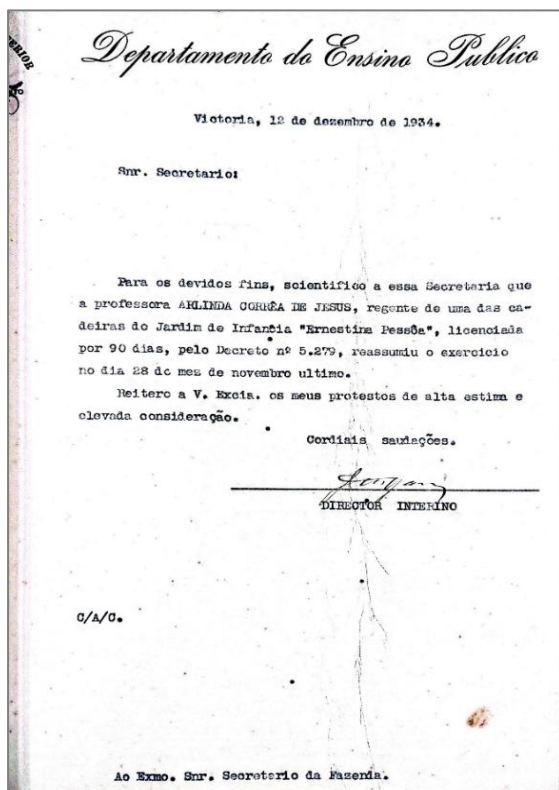 Departamento do Ensino Publico
Victoria, 12 de dezembro de 1934.
Snr. Secretario:
Para os devidos fins, scientifico a essa Secretaria que
a professora ARLINDA CORRÊA DE JESUS, regente de uma das ca-
deiras do Jardim de Infancia "Ernestina Pessôa", licenciada
por 90 dias, pelo Decreto nº 5.279, reassumiu o exercicio
no dia 28 do mez de novembro ultimo.
Reitero a V. Excia. os meus protestos de alta estima e
elevada consideração.
Cordiais saudações.
DIRECTOR INTERINO
C/A/C.
Ao Exmo. Snr. Secretario da Fazenda.